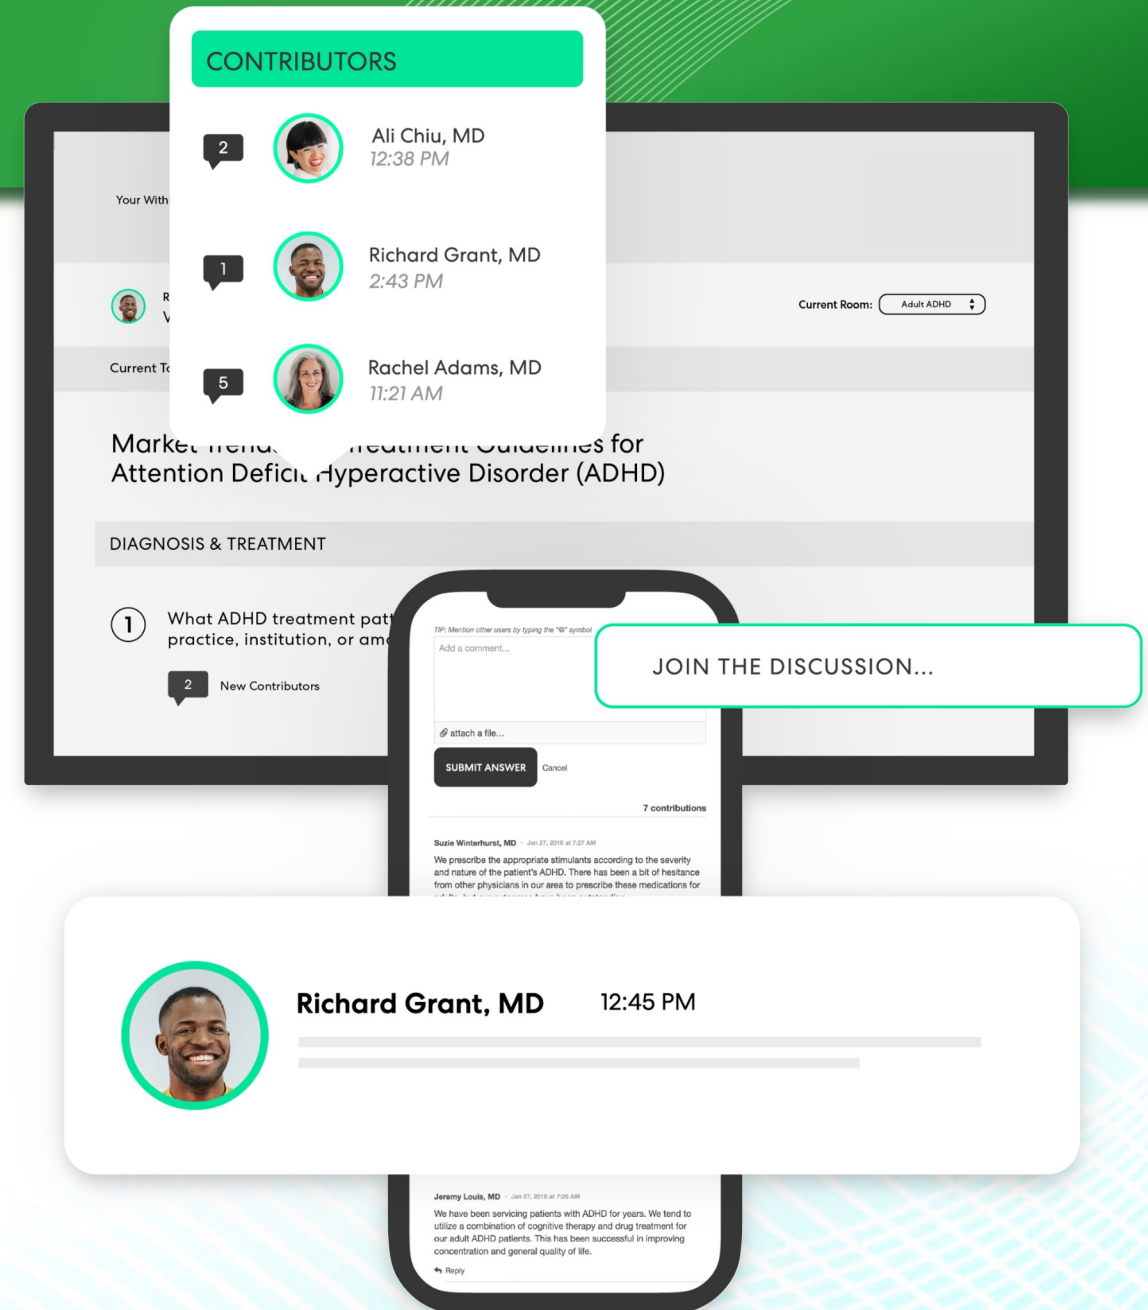 CONTRIBUTORS
2
Ali Chiu, MD
12:38 PM
1
Richard Grant, MD
2:43 PM
5
Rachel Adams, MD
11:21 AM
Your With
R
V
Current Room:
Adult ADHD
Current To
Market Trends Treatment Guidelines for
Attention Deficit Hyperactive Disorder (ADHD)
DIAGNOSIS & TREATMENT
1
What ADHD treatment patt
practice, institution, or amo
2
New Contributors
TIP: Mention other users by typing the "@" symbol
Add a comment...
JOIN THE DISCUSSION...
attach a file...
SUBMIT ANSWER
Cancel
7 contributions
Suzie Winterhurst, MD · Jan 27, 2016 at 7:27 AM
We prescribe the appropriate stimulants according to the severity
and nature of the patient's ADHD. There has been a bit of hesitance
from other physicians in our area to prescribe these medications for
Richard Grant, MD
12:45 PM
Jeremy Louis, MD · Jan 27, 2016 at 7:26 AM
We have been servicing patients with ADHD for years. We tend to
utilize a combination of cognitive therapy and drug treatment for
our adult ADHD patients. This has been successful in improving
concentration and general quality of life.
Reply